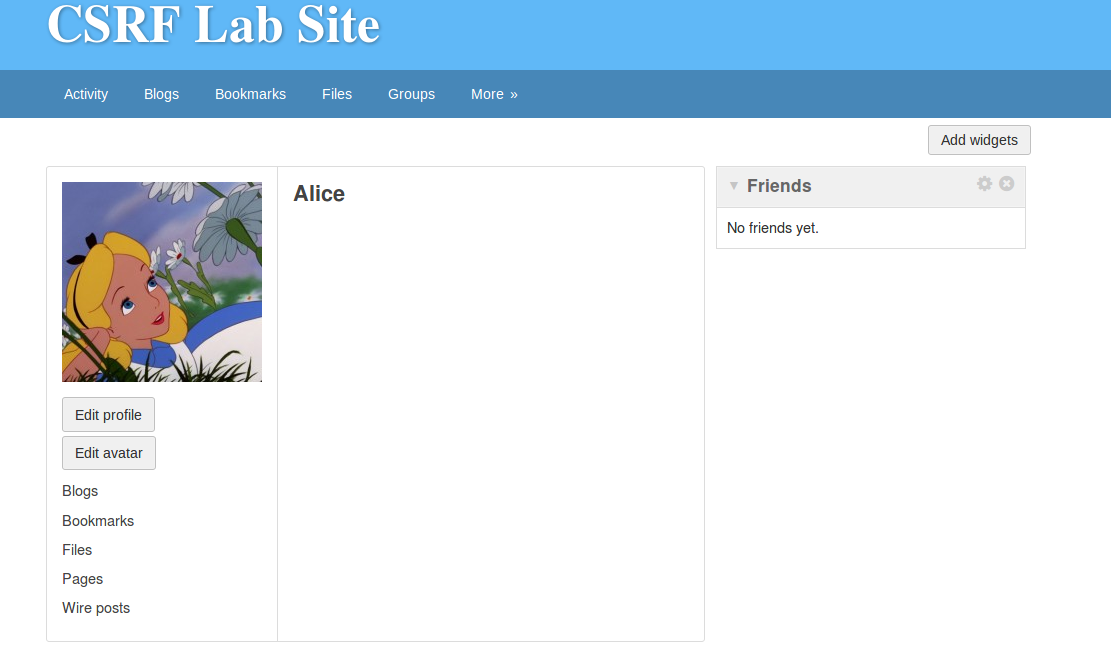 CSRF Lab Site
Activity Blogs Bookmarks Files Groups More »
Add widgets
Alice
Edit profile
Edit avatar
Blogs
Bookmarks
Files
Pages
Wire posts
Friends
No friends yet.